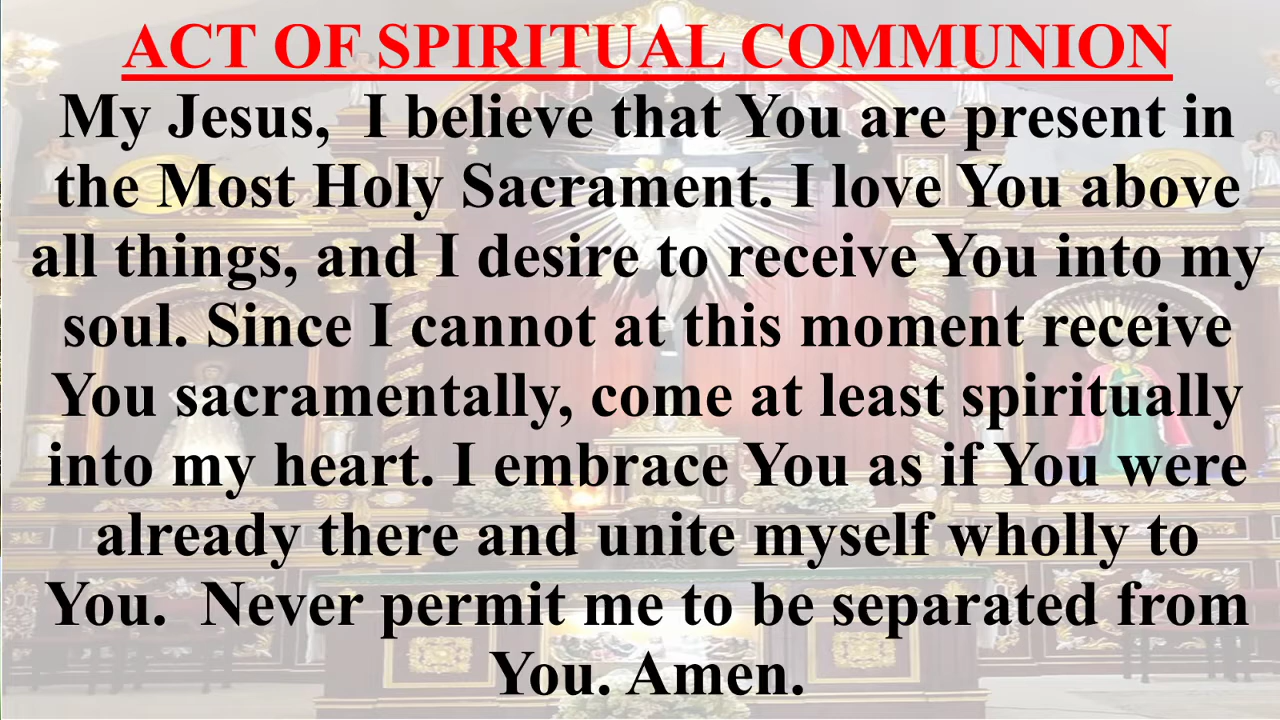 ACT OF SPIRITUAL COMMUNION
My Jesus,  I believe that You are present in
the Most Holy Sacrament. I love You above
all things, and I desire to receive You into my
soul. Since I cannot at this moment receive
You sacramentally, come at least spiritually
into my heart. I embrace You as if You were
already there and unite myself wholly to
You.  Never permit me to be separated from
You. Amen.